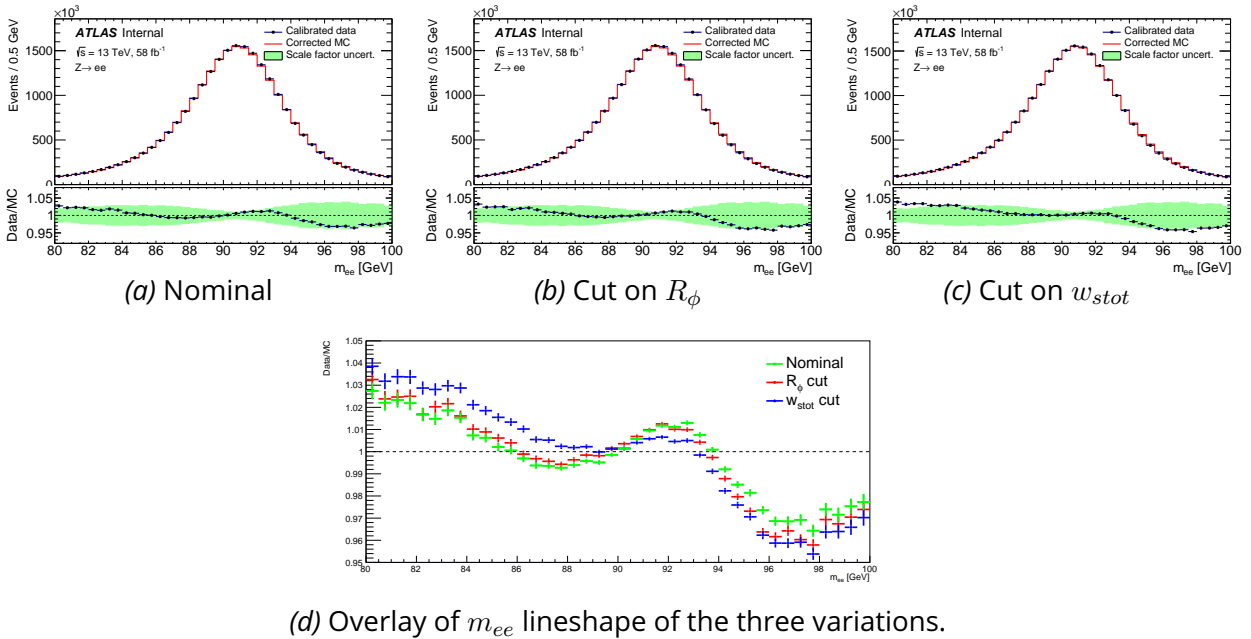 ×10³
Events / 0.5 GeV
1500
1000
500
0
ATLAS Internal
√s = 13 TeV, 58 fb⁻¹
Z→ ee
Calibrated data
Corrected MC
Scale factor uncert.
Data/MC
1.05
1
0.95
80 82 84 86 88 90 92 94 96 98 100
m_ee [GeV]
(a) Nominal
×10³
Events / 0.5 GeV
1500
1000
500
0
ATLAS Internal
√s = 13 TeV, 58 fb⁻¹
Z→ ee
Calibrated data
Corrected MC
Scale factor uncert.
Data/MC
1.05
1
0.95
80 82 84 86 88 90 92 94 96 98 100
m_ee [GeV]
(b) Cut on R_ϕ
×10³
Events / 0.5 GeV
1500
1000
500
0
ATLAS Internal
√s = 13 TeV, 58 fb⁻¹
Z→ ee
Calibrated data
Corrected MC
Scale factor uncert.
Data/MC
1.05
1
0.95
80 82 84 86 88 90 92 94 96 98 100
m_ee [GeV]
(c) Cut on w_stot
Data/MC
1.05
1.04
1.03
1.02
1.01
1
0.99
0.98
0.97
0.96
0.95
Nominal
R_ϕ cut
w_stot cut
80 82 84 86 88 90 92 94 96 98 100
m_ee [GeV]
(d) Overlay of m_ee lineshape of the three variations.